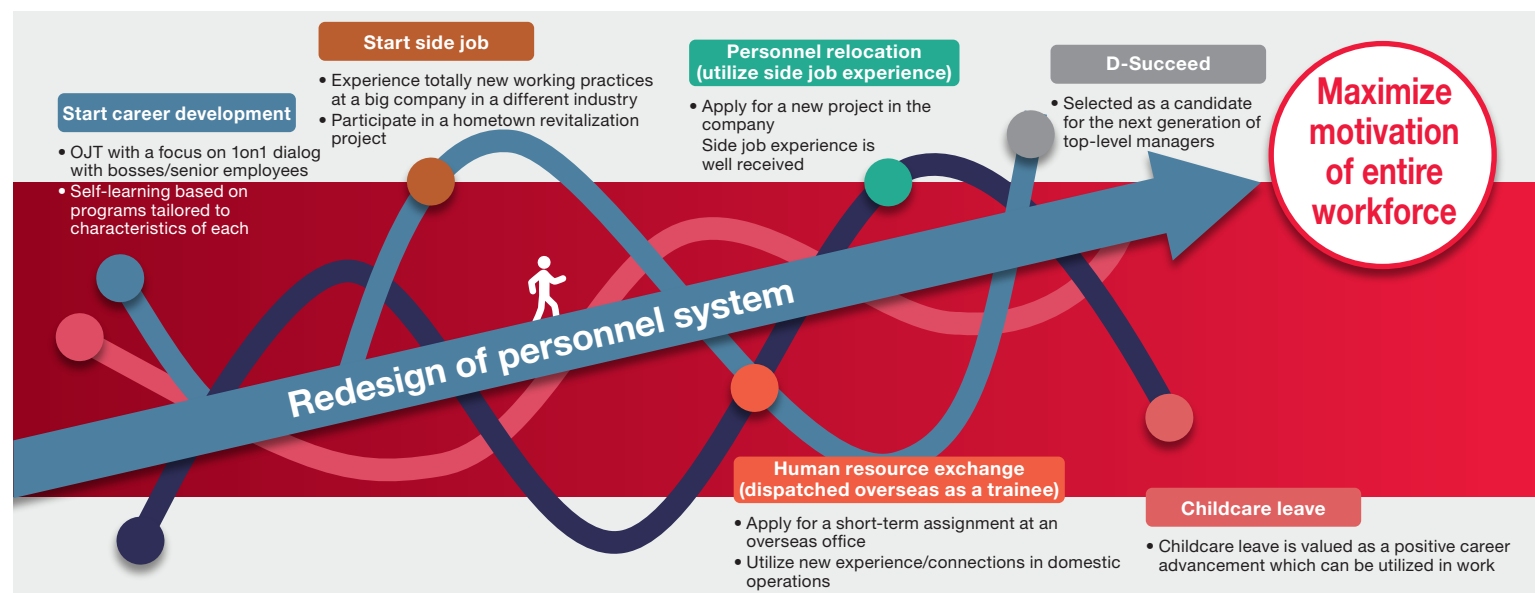 Start career development
• OJT with a focus on 1on1 dialog
with bosses/senior employees
• Self-learning based on
programs tailored to
characteristics of each
Start side job
• Experience totally new working practices
at a big company in a different industry
• Participate in a hometown revitalization
project
Personnel relocation
(utilize side job experience)
• Apply for a new project in the
company
Side job experience is
well received
D-Succeed
• Selected as a candidate
for the next generation of
top-level managers
Maximize
motivation
of entire
workforce
Redesign of personnel system
Human resource exchange
(dispatched overseas as a trainee)
• Apply for a short-term assignment at an
overseas office
• Utilize new experience/connections in domestic
operations
Childcare leave
• Childcare leave is valued as a positive career
advancement which can be utilized in work